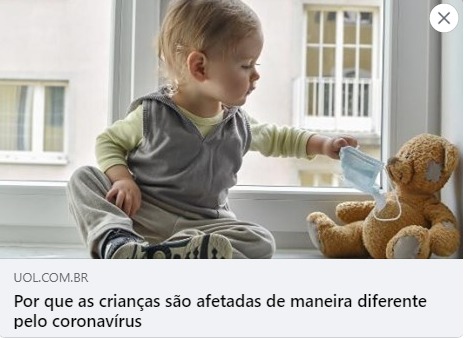 UOL.COM.BR
Por que as crianças são afetadas de maneira diferente
pelo coronavírus